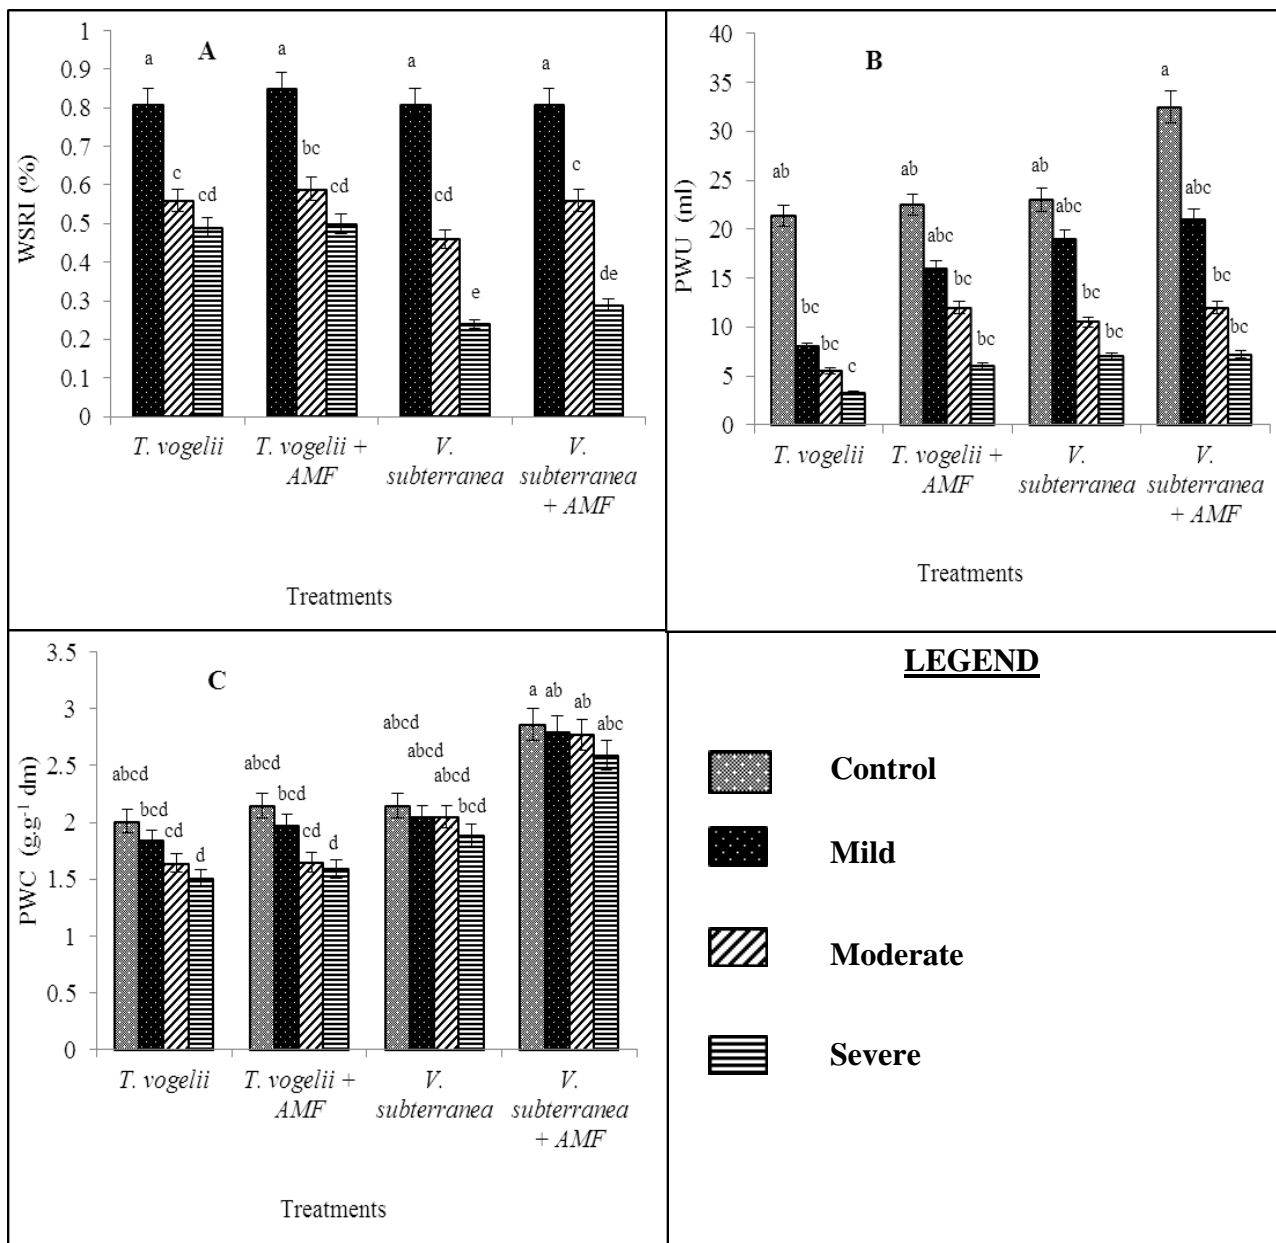 A
WSRI (%)
1
0.9
0.8
0.7
0.6
0.5
0.4
0.3
0.2
0.1
0
a
c
cd
a
bc
cd
a
cd
e
a
c
de
T. vogelii
T. vogelii +
AMF
V.
subterranea
V.
subterranea
+ AMF
Treatments
B
PWU (ml)
40
35
30
25
20
15
10
5
0
ab
bc
bc
c
ab
abc
bc
bc
ab
abc
bc
bc
a
abc
bc
bc
T. vogelii
T. vogelii +
AMF
V.
subterranea
V.
subterranea
+ AMF
Treatments
C
PWC (g.g-1 dm)
3.5
3
2.5
2
1.5
1
0.5
0
abcd
bcd
cd
d
abcd
bcd
cd
d
abcd
abcd
abcd
bcd
a
ab
ab
abc
T. vogelii
T. vogelii +
AMF
V.
subterranea
V.
subterranea
+ AMF
Treatments
LEGEND
Control
Mild
Moderate
Severe